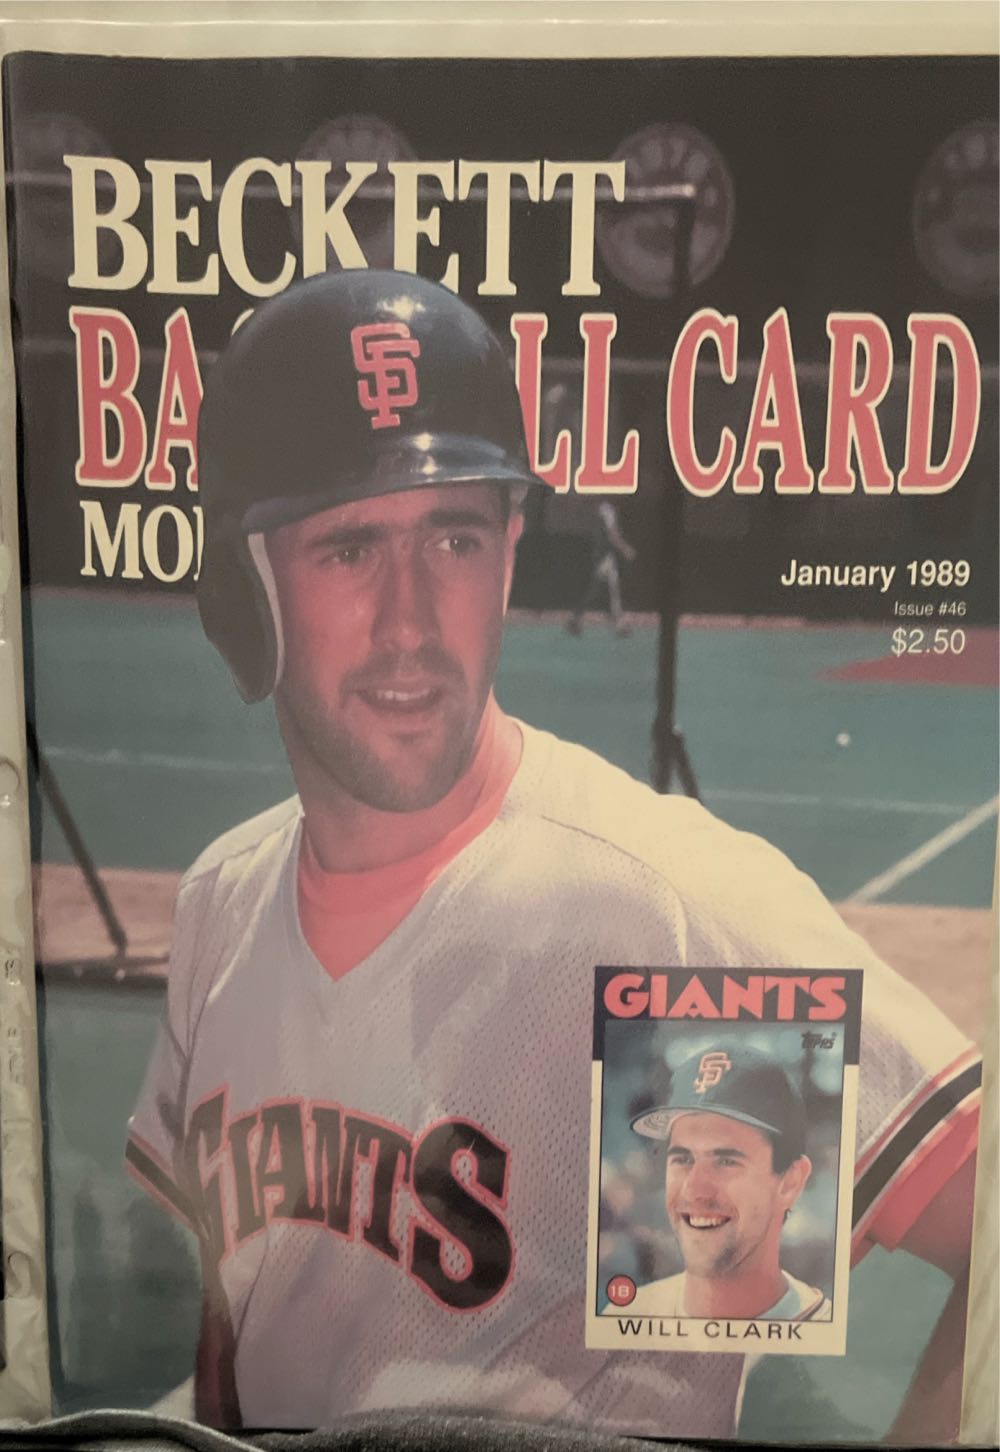 BECKETT
BA LL CARD
MO
January 1989
Issue #46
$2.50
SF
GIANTS
TOPPS
SF
GIANTS
1B
WILL CLARK